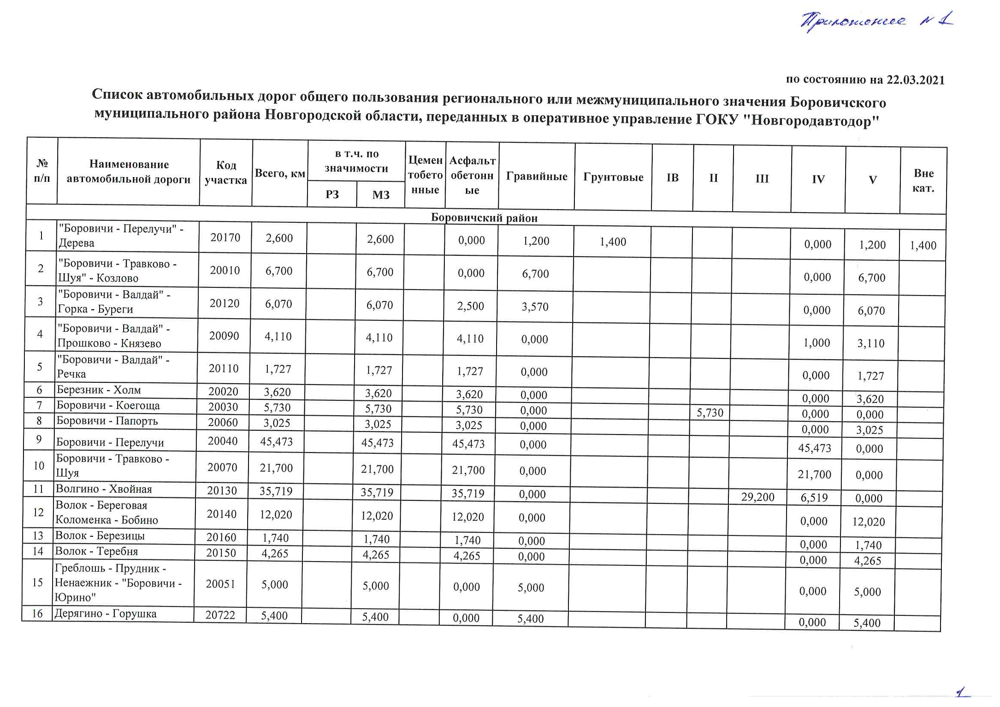 Приложение № 1
по состоянию на 22.03.2021
Список автомобильных дорог общего пользования регионального или межмуниципального значения Боровичского
муниципального района Новгородской области, переданных в оперативное управление ГОКУ "Новгородавтодор"
№ п/п Наименование автомобильной дороги Код участка Всего, км в т.ч. по значимости РЗ МЗ Цемен тобето нные Асфальт обетонн ые Гравийные Грунтовые IВ II III IV V Вне кат.
Боровичский район
1 "Боровичи - Перелучи" - Дерева 20170 2,600 2,600 0,000 1,200 1,400 0,000 1,200 1,400
2 "Боровичи - Травково - Шуя" - Козлово 20010 6,700 6,700 0,000 6,700 0,000 6,700
3 "Боровичи - Валдай" - Горка - Буреги 20120 6,070 6,070 2,500 3,570 0,000 6,070
4 "Боровичи - Валдай" - Прошково - Князево 20090 4,110 4,110 4,110 0,000 1,000 3,110
5 "Боровичи - Валдай" - Речка 20110 1,727 1,727 1,727 0,000 0,000 1,727
6 Березник - Холм 20020 3,620 3,620 3,620 0,000 0,000 3,620
7 Боровичи - Коегоща 20030 5,730 5,730 5,730 0,000 5,730 0,000 0,000
8 Боровичи - Папорть 20060 3,025 3,025 3,025 0,000 0,000 3,025
9 Боровичи - Перелучи 20040 45,473 45,473 45,473 0,000 45,473 0,000
10 Боровичи - Травково - Шуя 20070 21,700 21,700 21,700 0,000 21,700 0,000
11 Волгино - Хвойная 20130 35,719 35,719 35,719 0,000 29,200 6,519 0,000
12 Волок - Береговая Коломенка - Бобино 20140 12,020 12,020 12,020 0,000 0,000 12,020
13 Волок - Березицы 20160 1,740 1,740 1,740 0,000 0,000 1,740
14 Волок - Теребня 20150 4,265 4,265 4,265 0,000 0,000 4,265
15 Греблошь - Прудник - Ненаежник - "Боровичи - Юрино" 20051 5,000 5,000 0,000 5,000 0,000 5,000
16 Дерягино - Горушка 20722 5,400 5,400 0,000 5,400 0,000 5,400
1